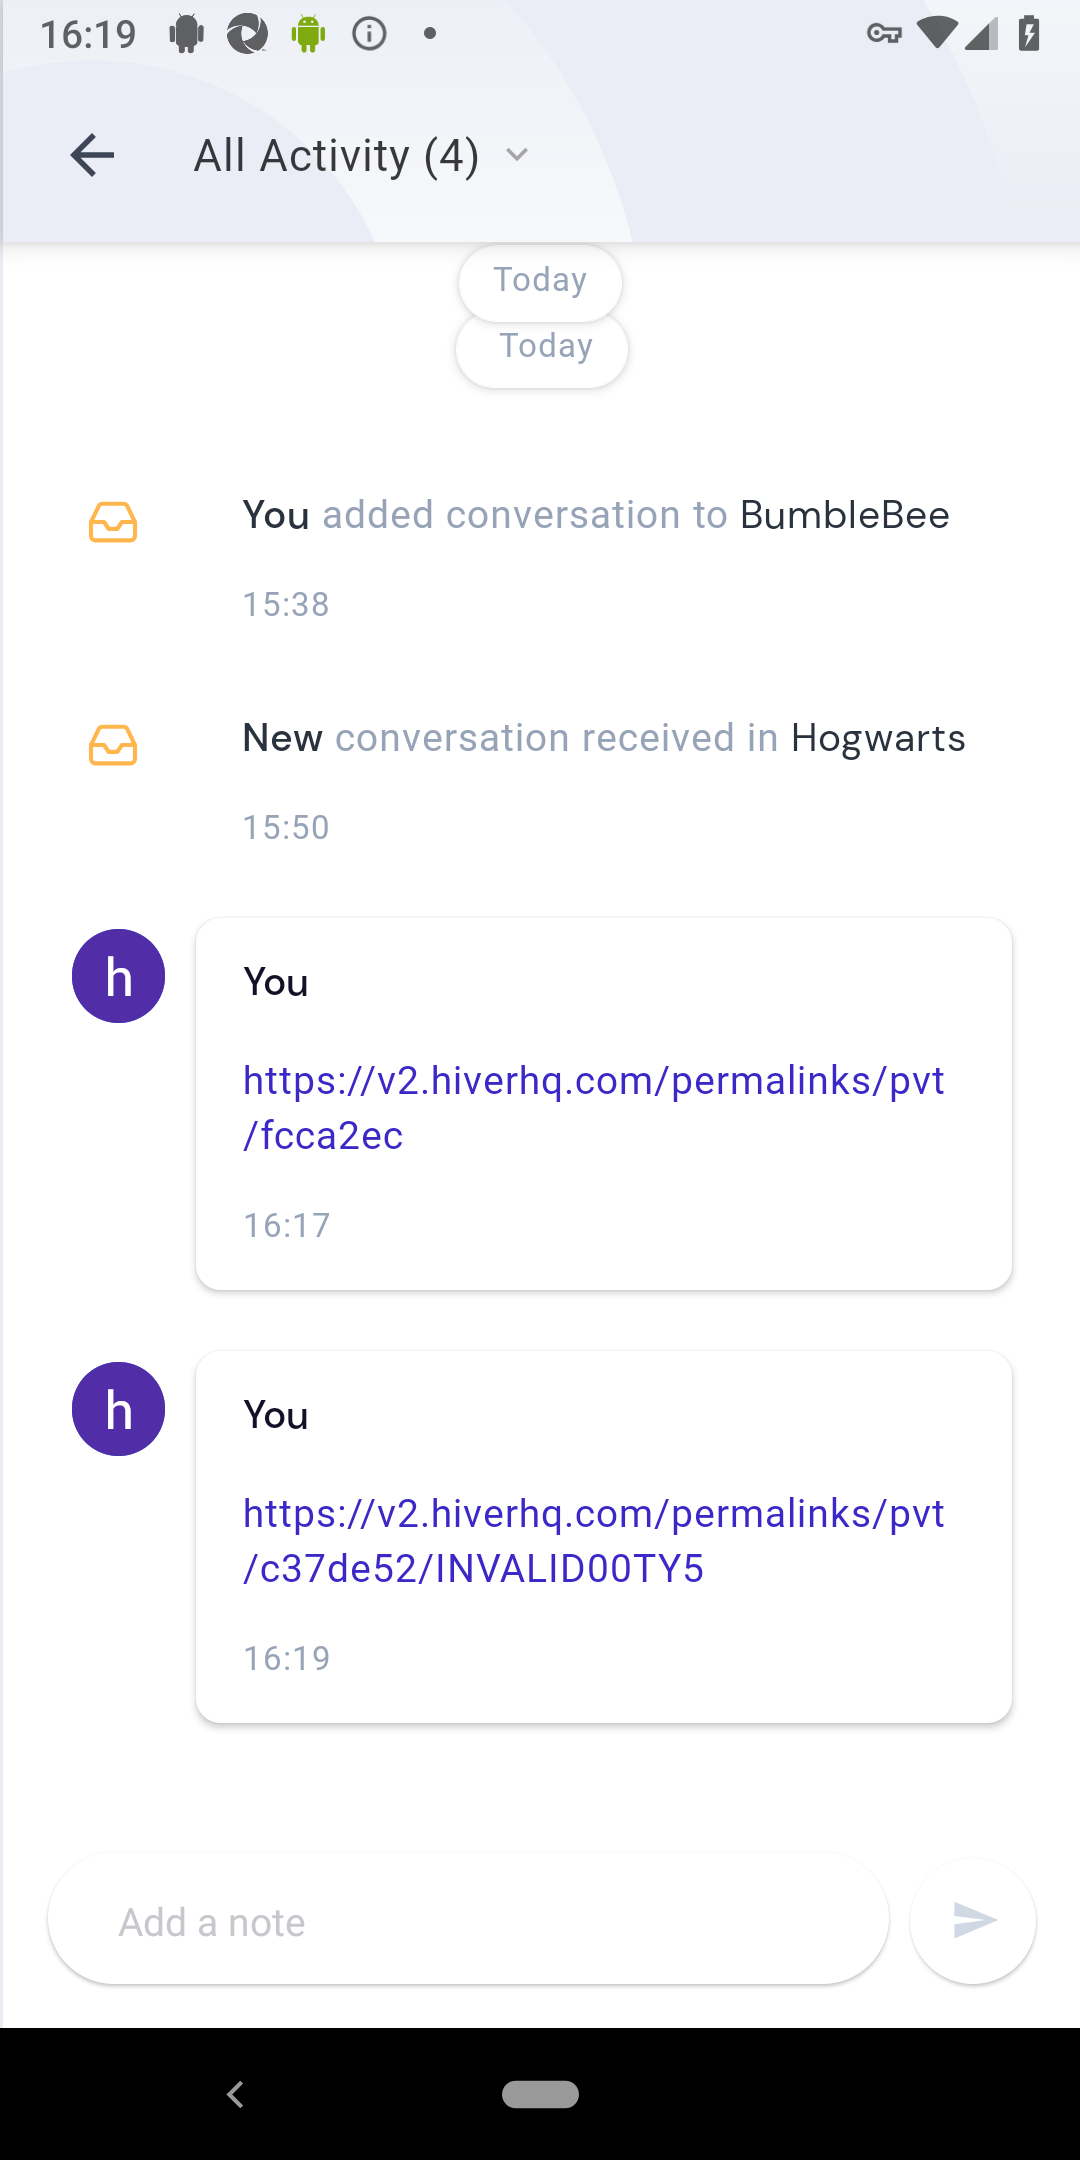 16:19
All Activity (4)
Today
Today
You added conversation to BumbleBee
15:38
New conversation received in Hogwarts
15:50
h
You
https://v2.hiverhq.com/permalinks/pvt
/fcca2ec
16:17
h
You
https://v2.hiverhq.com/permalinks/pvt
/c37de52/INVALID00TY5
16:19
Add a note